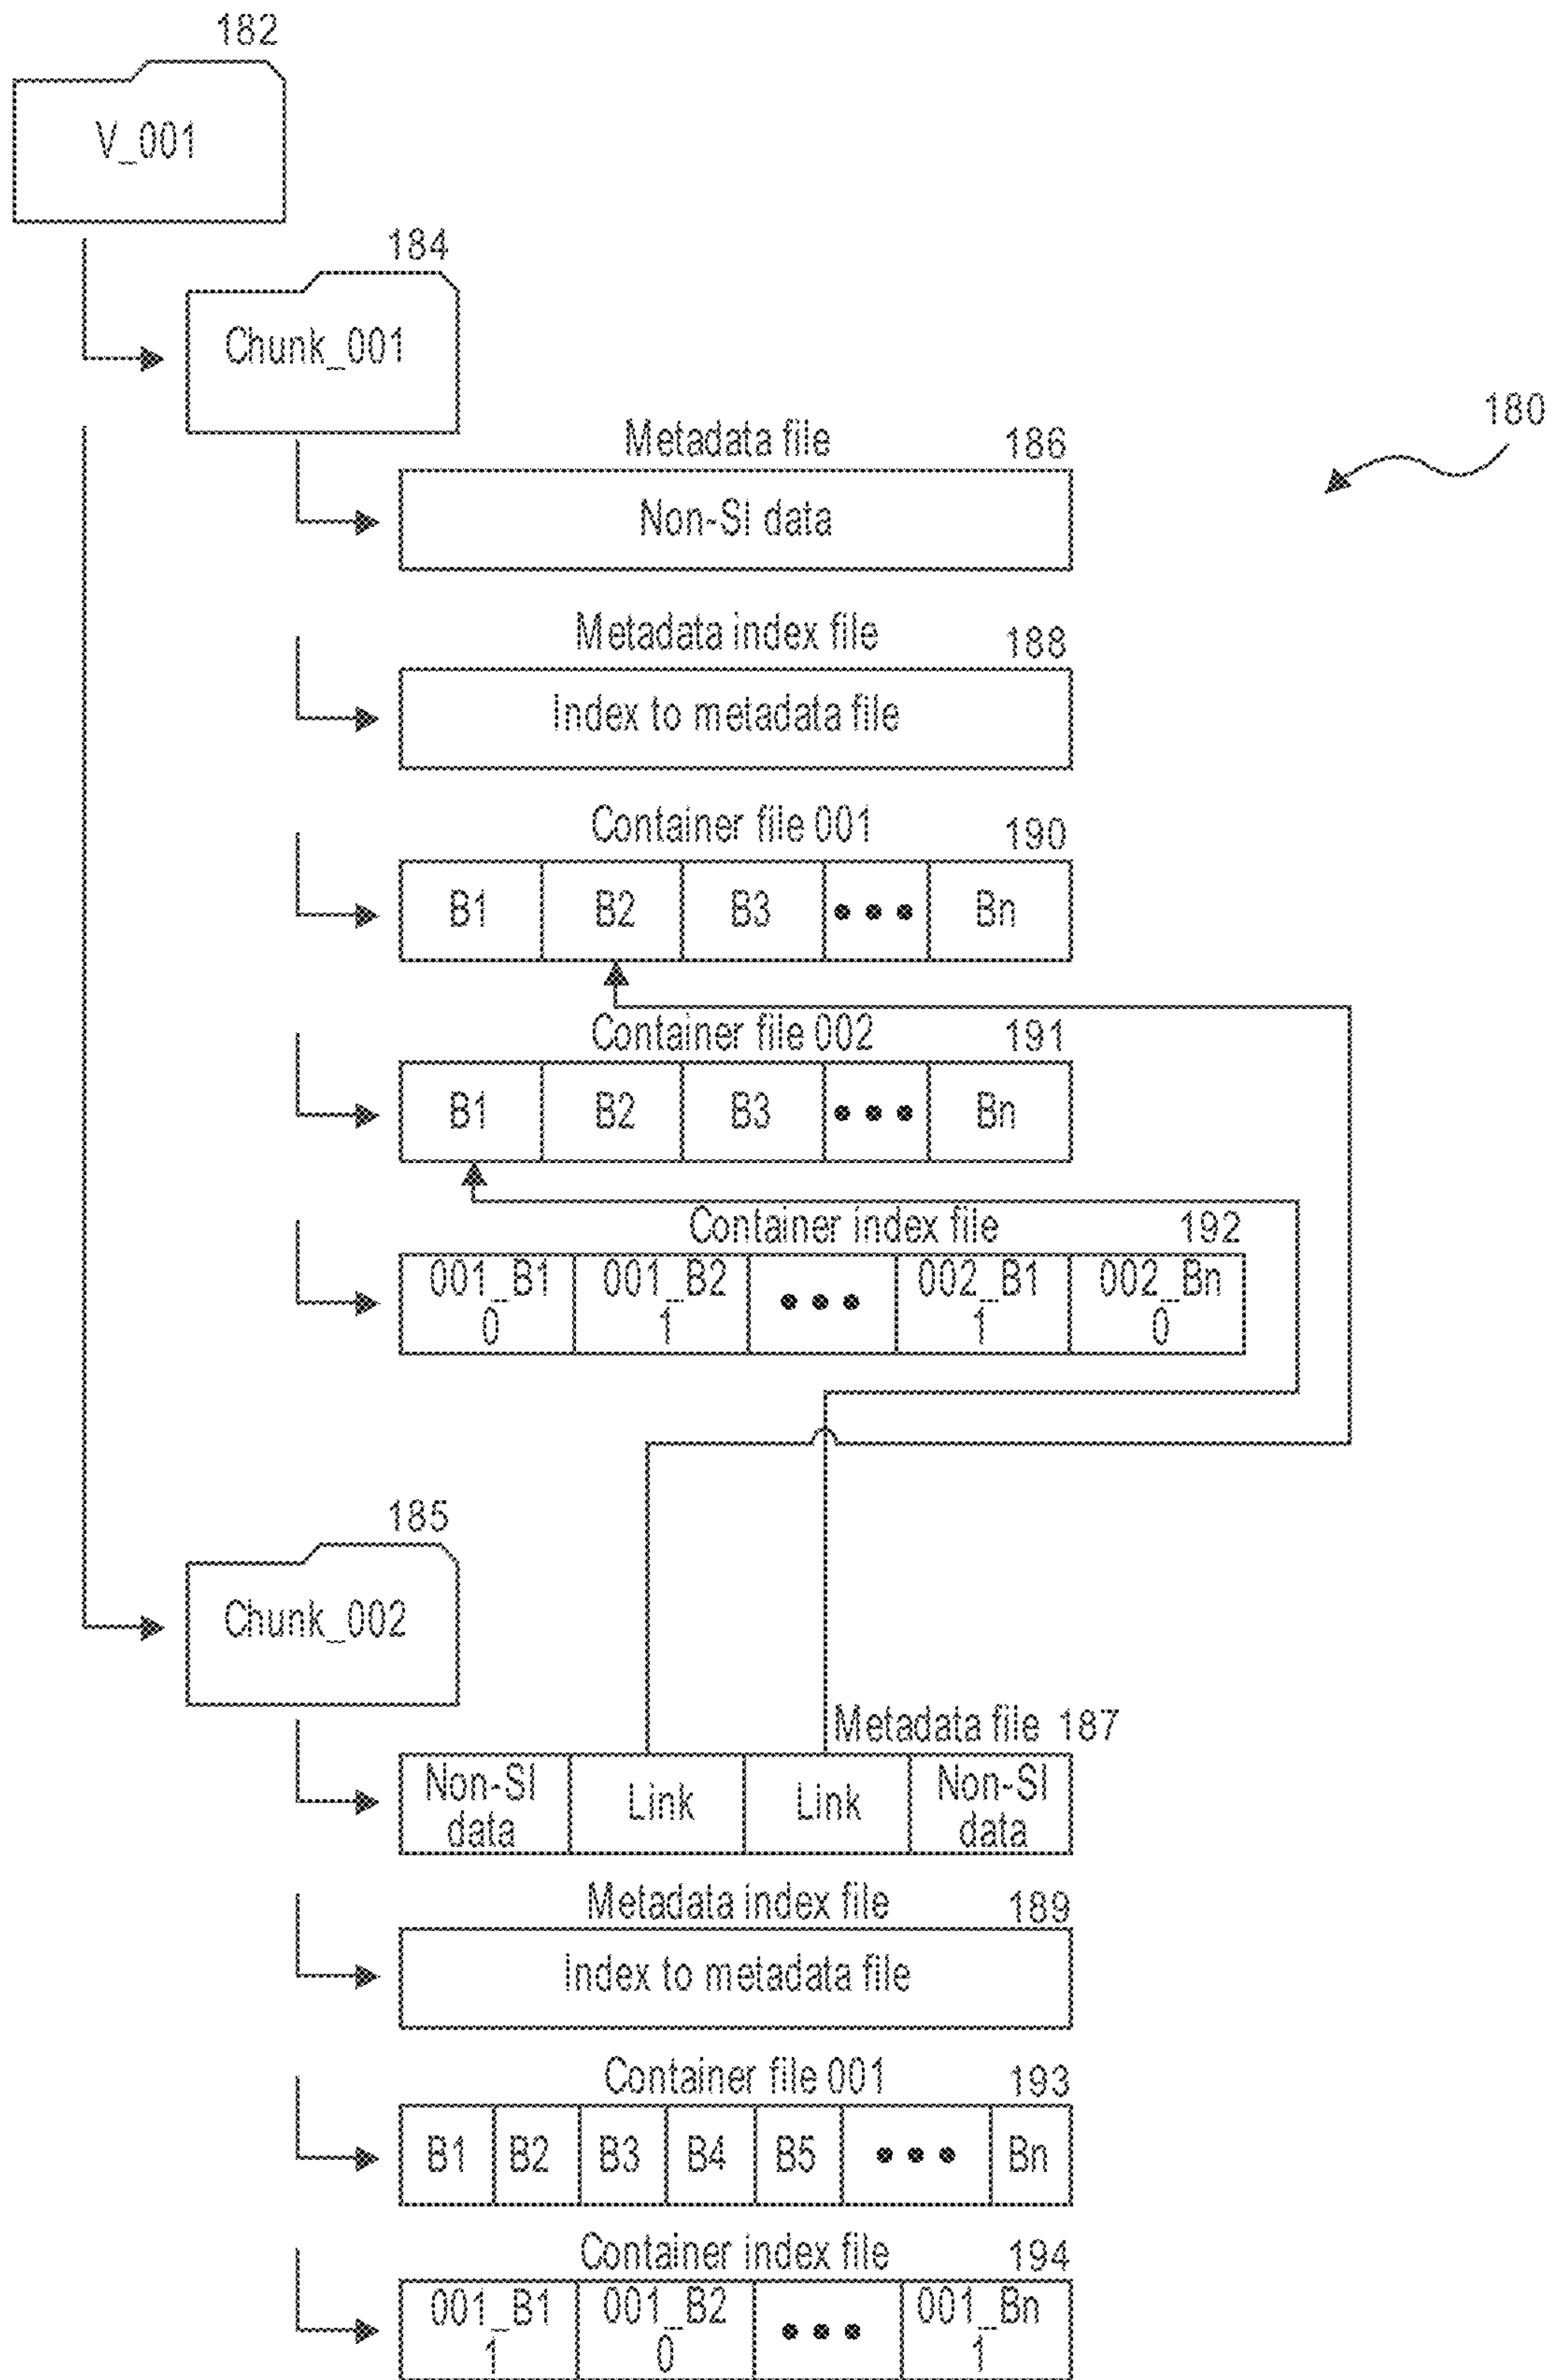 182
V_001
184
Chunk_001
180
Metadata file 186
Non-SI data
Metadata index file 188
Index to metadata file
Container file 001 190
B1 B2 B3 ••• Bn
Container file 002 191
B1 B2 B3 ••• Bn
Container index file 192
001_B1 001_B2 ••• 002_B1 002_Bn
0 1 1 0
185
Chunk_002
Metadata file 187
Non-SI Link Link Non-SI
data data
Metadata index file 189
Index to metadata file
Container file 001 193
B1 B2 B3 B4 B5 ••• Bn
Container index file 194
001_B1 001_B2 ••• 001_Bn
1 0 1